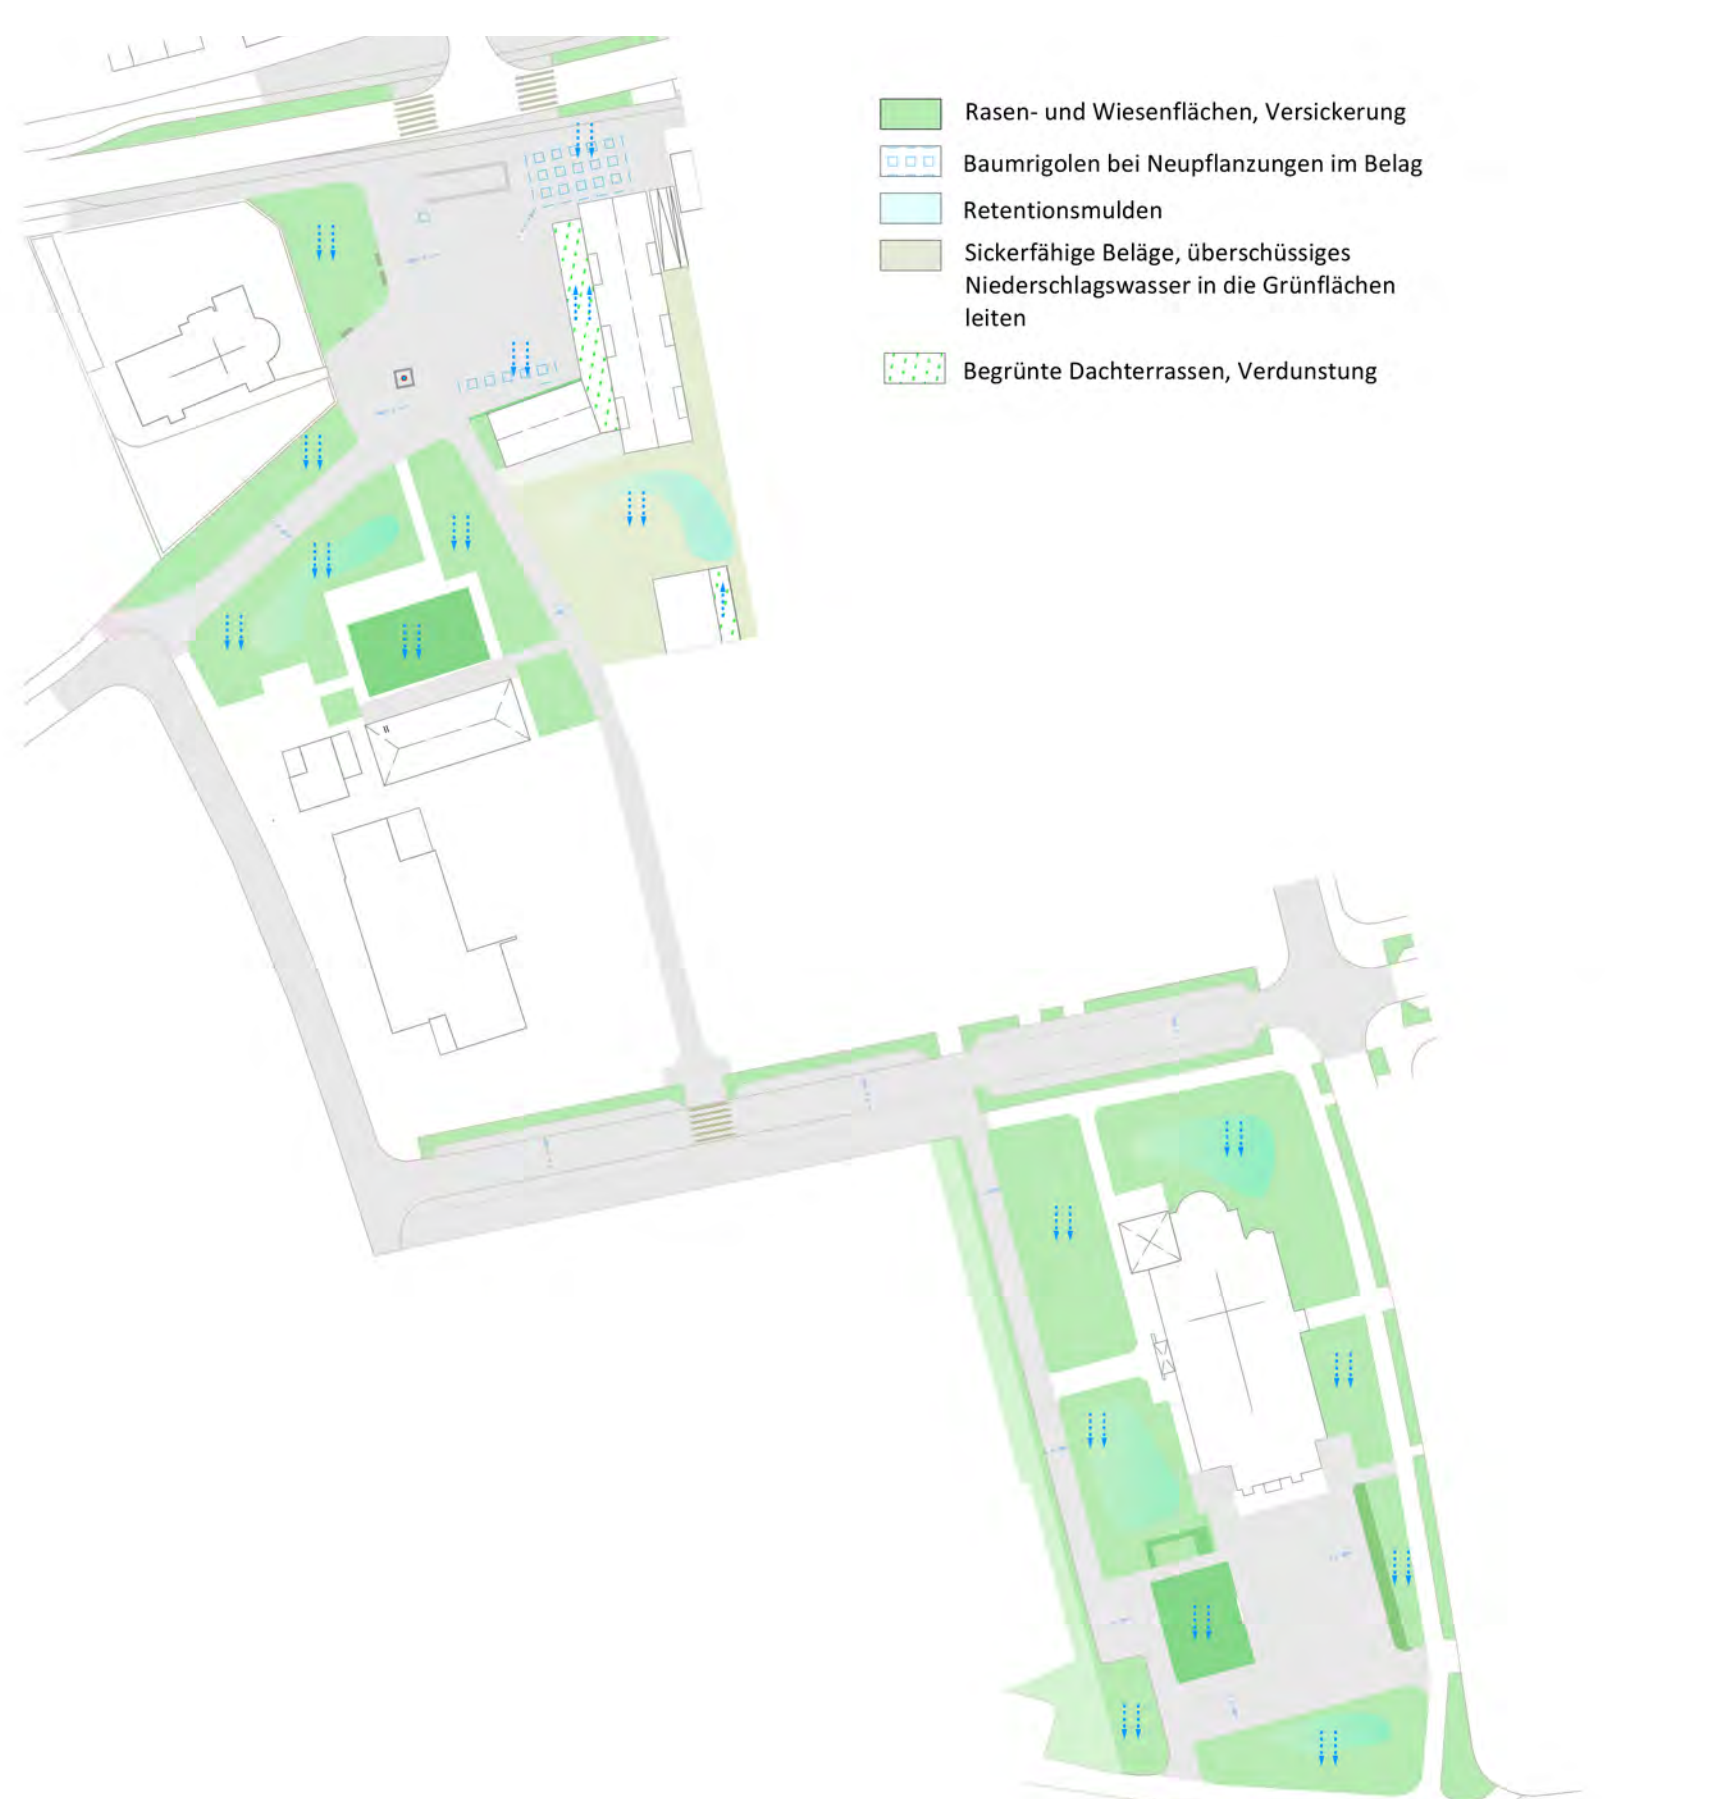 Rasen- und Wiesenflächen, Versickerung
Baumrigolen bei Neupflanzungen im Belag
Retentionsmulden
Sickerfähige Beläge, überschüssiges
Niederschlagswasser in die Grünflächen
leiten
Begrünte Dachterrassen, Verdunstung